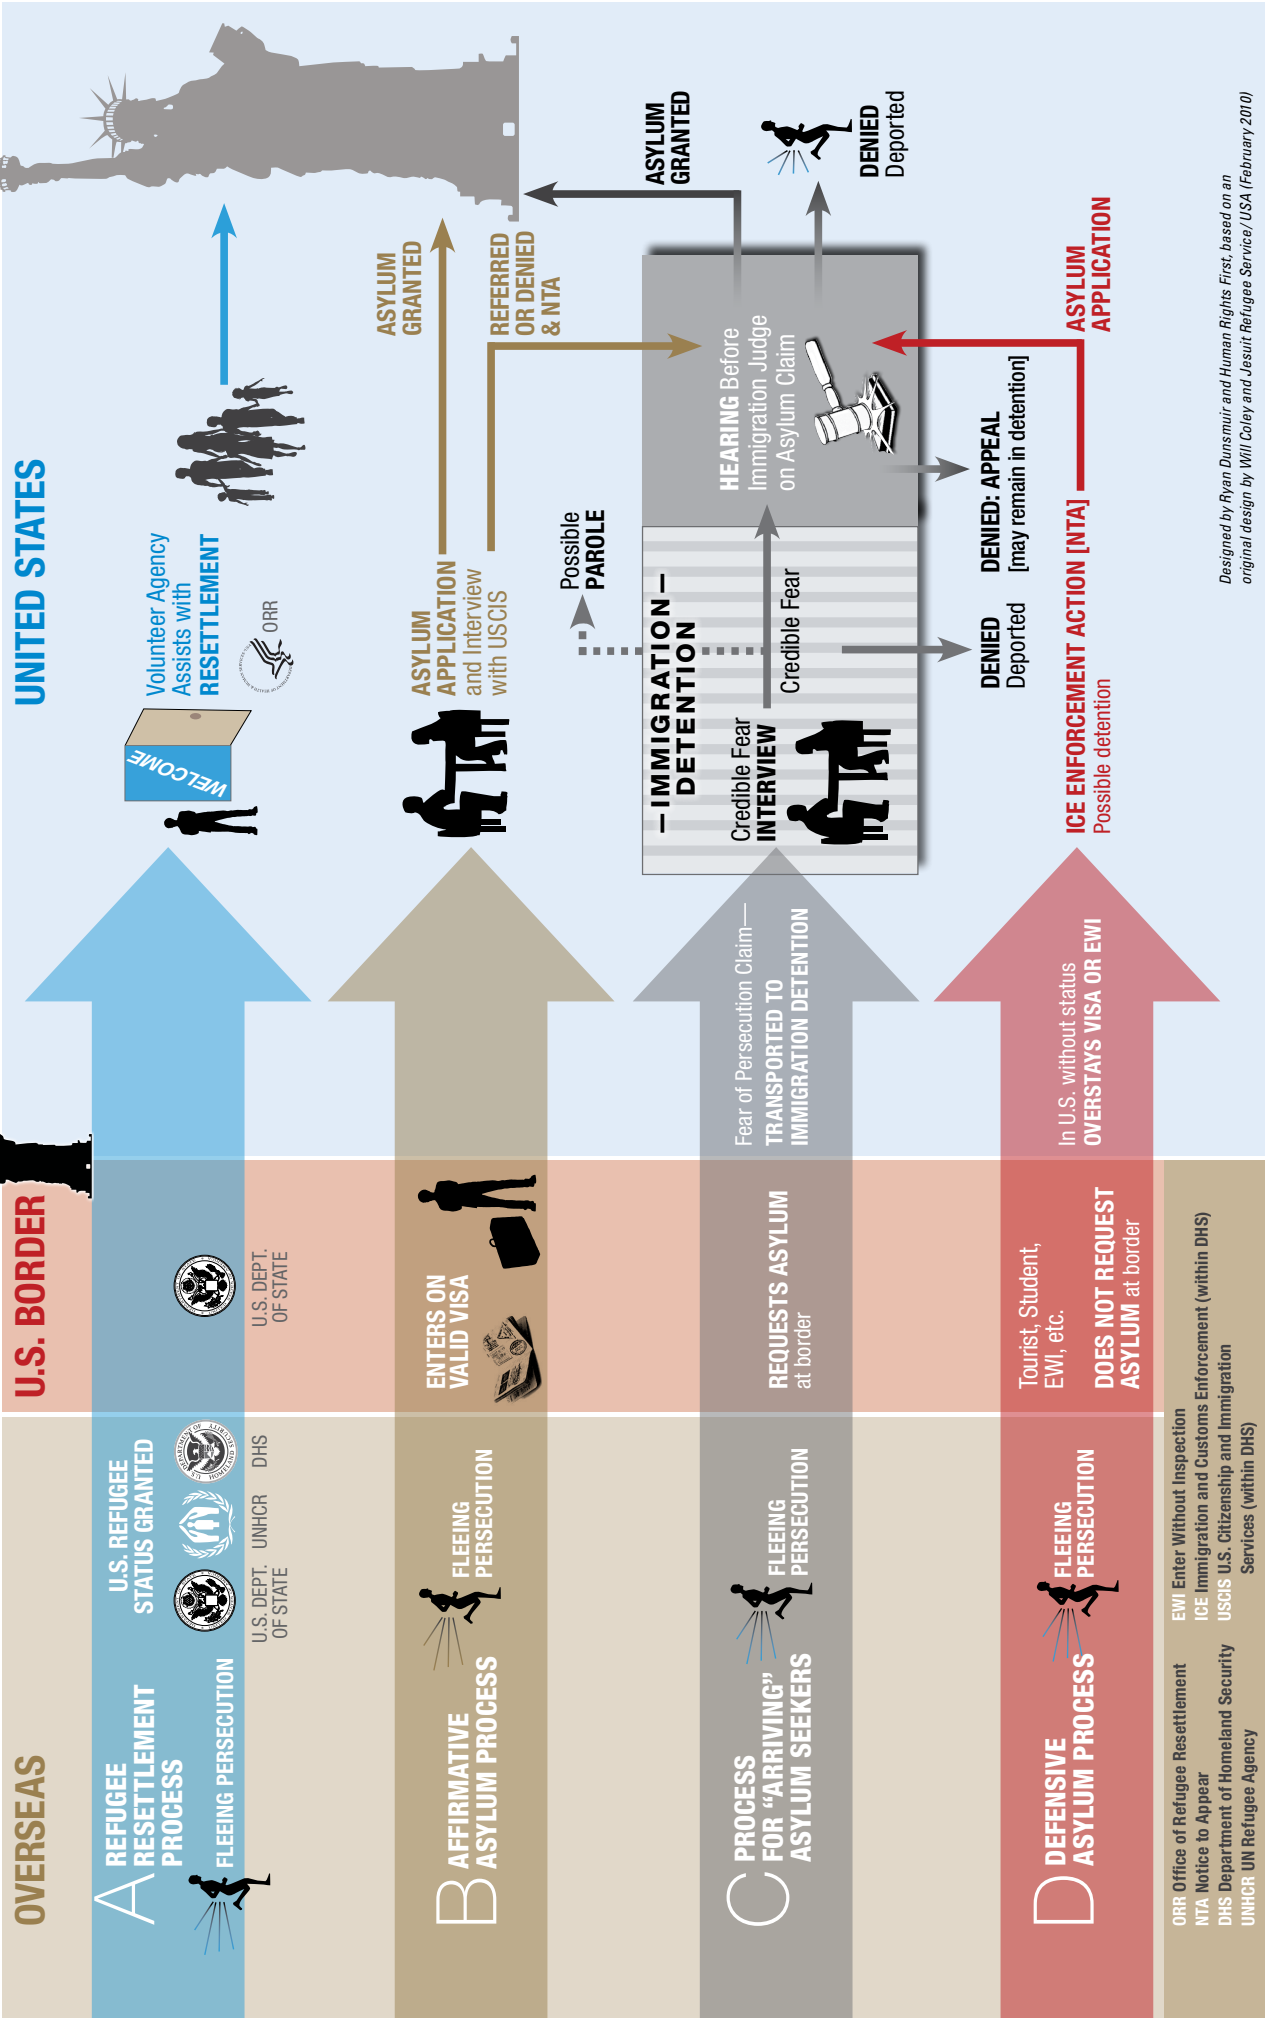 OVERSEAS
U.S. BORDER
UNITED STATES
A
REFUGEE
RESETTLEMENT
PROCESS
FLEEING PERSECUTION
U.S. REFUGEE
STATUS GRANTED
U.S. DEPT.
OF STATE
UNHCR
DHS
U.S. DEPT.
OF STATE
WELCOME
Volunteer Agency
Assists with
RESETTLEMENT
ORR
B
AFFIRMATIVE
ASYLUM PROCESS
FLEEING
PERSECUTION
ENTERS ON
VALID VISA
ASYLUM
APPLICATION
and Interview
with USCIS
ASYLUM
GRANTED
REFERRED
OR DENIED
& NTA
C
PROCESS
FOR “ARRIVING”
ASYLUM SEEKERS
FLEEING
PERSECUTION
REQUESTS ASYLUM
at border
Fear of Persecution Claim—
TRANSPORTED TO
IMMIGRATION DETENTION
—IMMIGRATION—
DETENTION
Credible Fear
INTERVIEW
Credible Fear
Possible
PAROLE
DENIED
Deported
HEARING Before
Immigration Judge
on Asylum Claim
DENIED: APPEAL
[may remain in detention]
ASYLUM
GRANTED
DENIED
Deported
D
DEFENSIVE
ASYLUM PROCESS
FLEEING
PERSECUTION
Tourist, Student,
EWI, etc.
DOES NOT REQUEST
ASYLUM at border
In U.S. without status
OVERSTAYS VISA OR EWI
ICE ENFORCEMENT ACTION [NTA]
Possible detention
ASYLUM
APPLICATION
ORR Office of Refugee Resettlement
NTA Notice to Appear
DHS Department of Homeland Security
UNHCR UN Refugee Agency
EWI Enter Without Inspection
ICE Immigration and Customs Enforcement (within DHS)
USCIS U.S. Citizenship and Immigration
Services (within DHS)
Designed by Ryan Dunsmuir and Human Rights First, based on an
original design by Will Coley and Jesuit Refugee Service/ USA (February 2010)